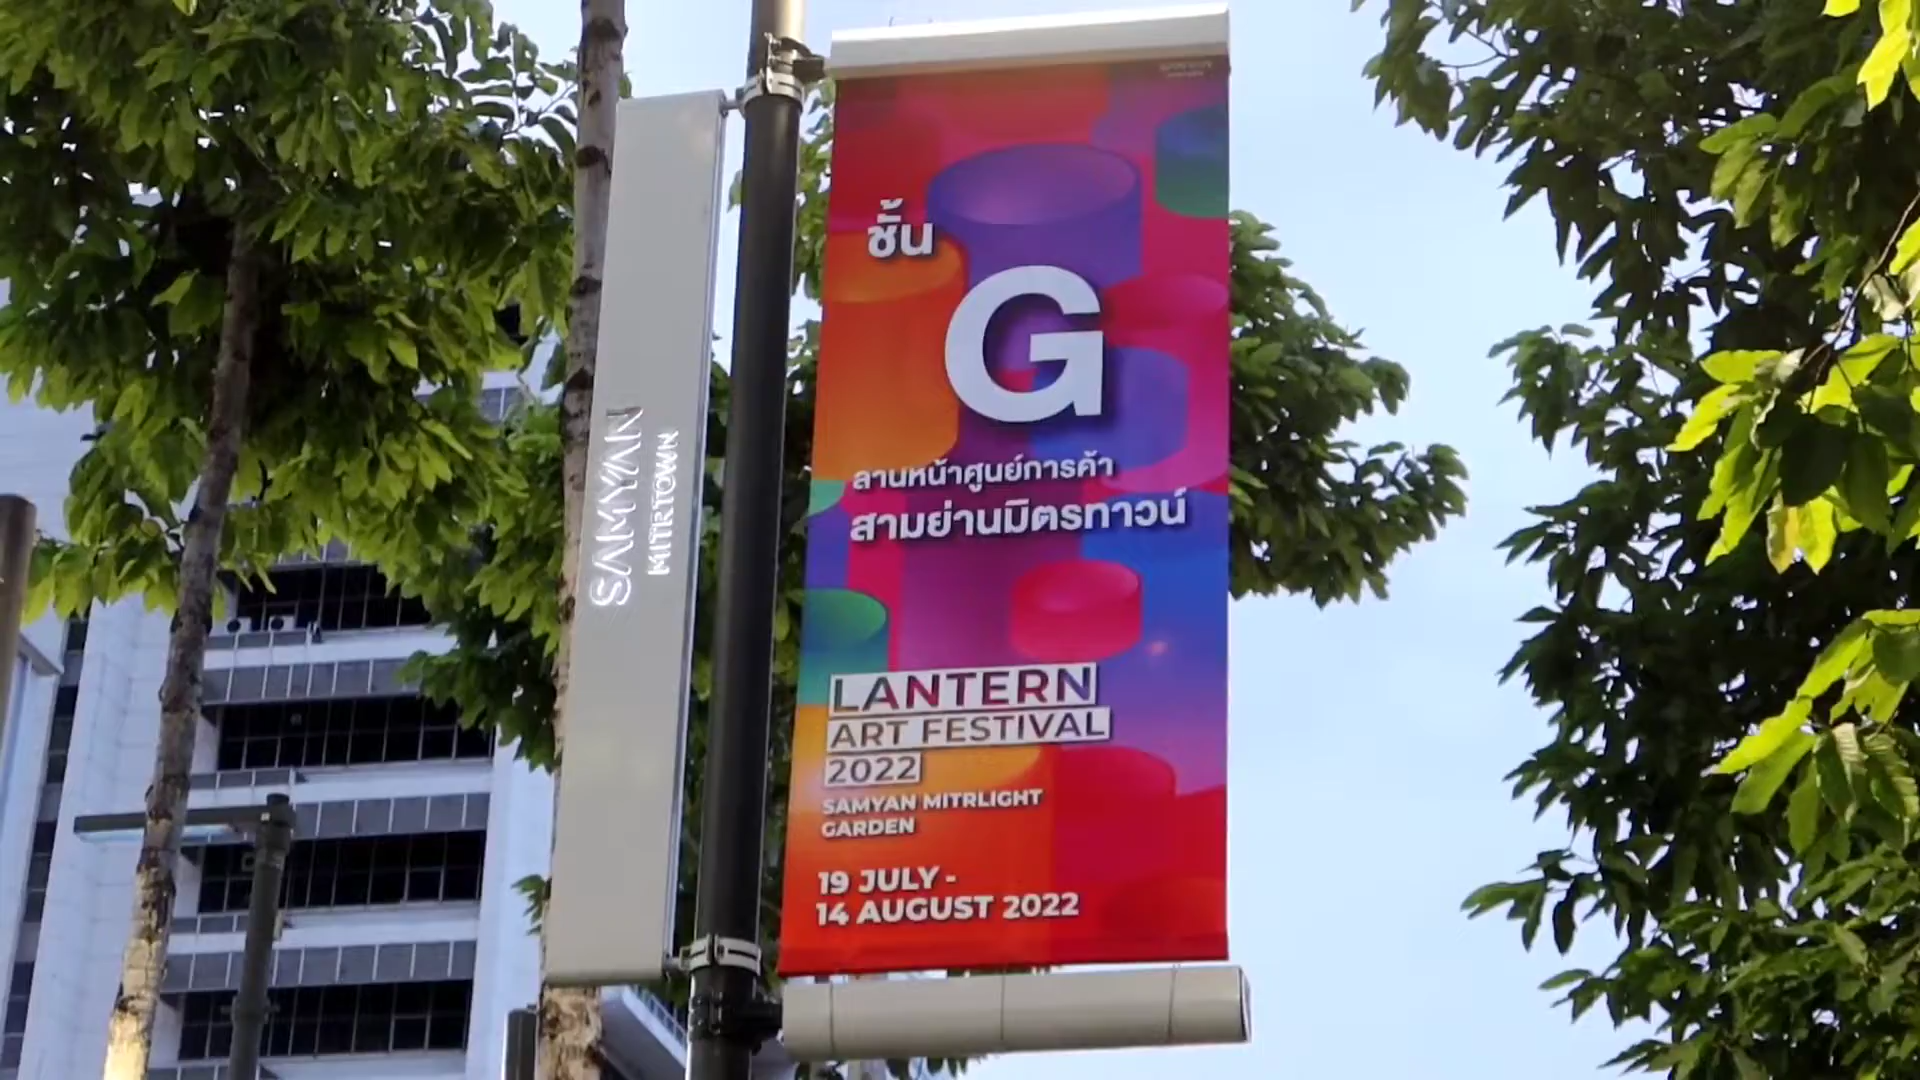 SAMYAN
MITRTOWN
ชั้น
G
ลานหน้าศูนย์การค้า
สามย่านมิตรทาวน์
LANTERN
ART FESTIVAL
2022
SAMYAN MITRLIGHT
GARDEN
19 JULY -
14 AUGUST 2022